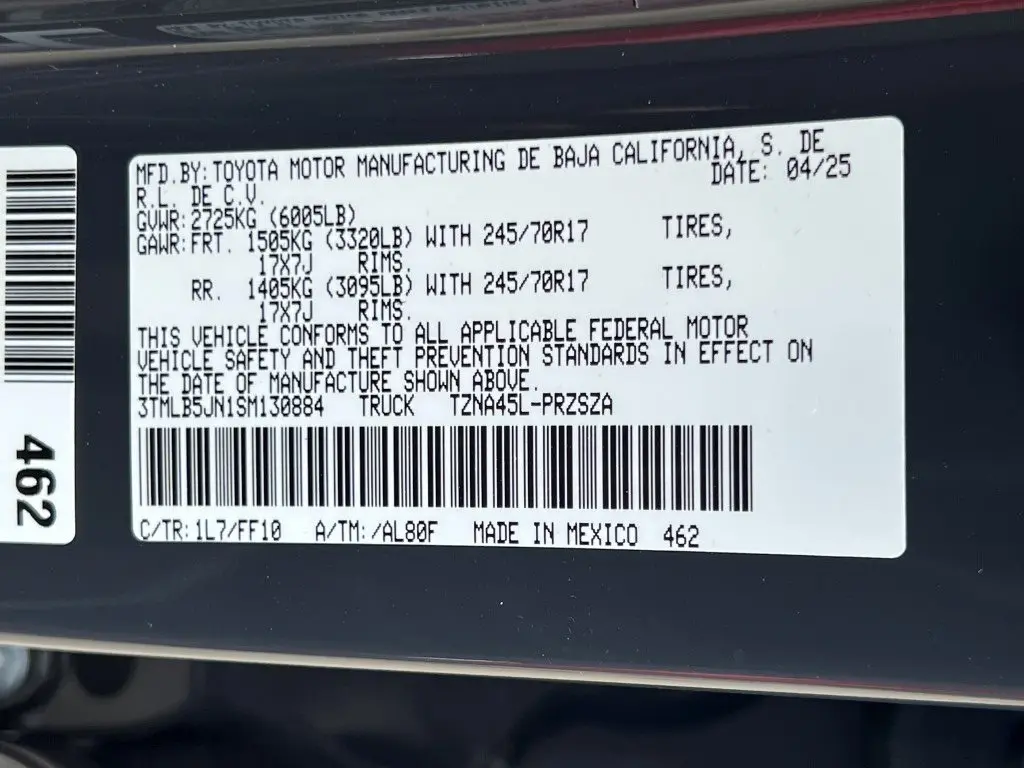 MFD.BY:TOYOTA MOTOR MANUFACTURING DE BAJA CALIFORNIA, S. DE
R.L. DE C.V. DATE: 04/25
GVWR:2725KG (6005LB)
GAWR:FRT. 1505KG (3320LB) WITH 245/70R17 TIRES,
17X7J RIMS.
RR. 1405KG (3095LB) WITH 245/70R17 TIRES,
17X7J RIMS.
THIS VEHICLE CONFORMS TO ALL APPLICABLE FEDERAL MOTOR
VEHICLE SAFETY AND THEFT PREVENTION STANDARDS IN EFFECT ON
THE DATE OF MANUFACTURE SHOWN ABOVE.
3TMLB5JN1SM130884 TRUCK TZNA45L-PRZSZA
C/TR:1L7/FF10 A/TM:/AL80F MADE IN MEXICO 462
462